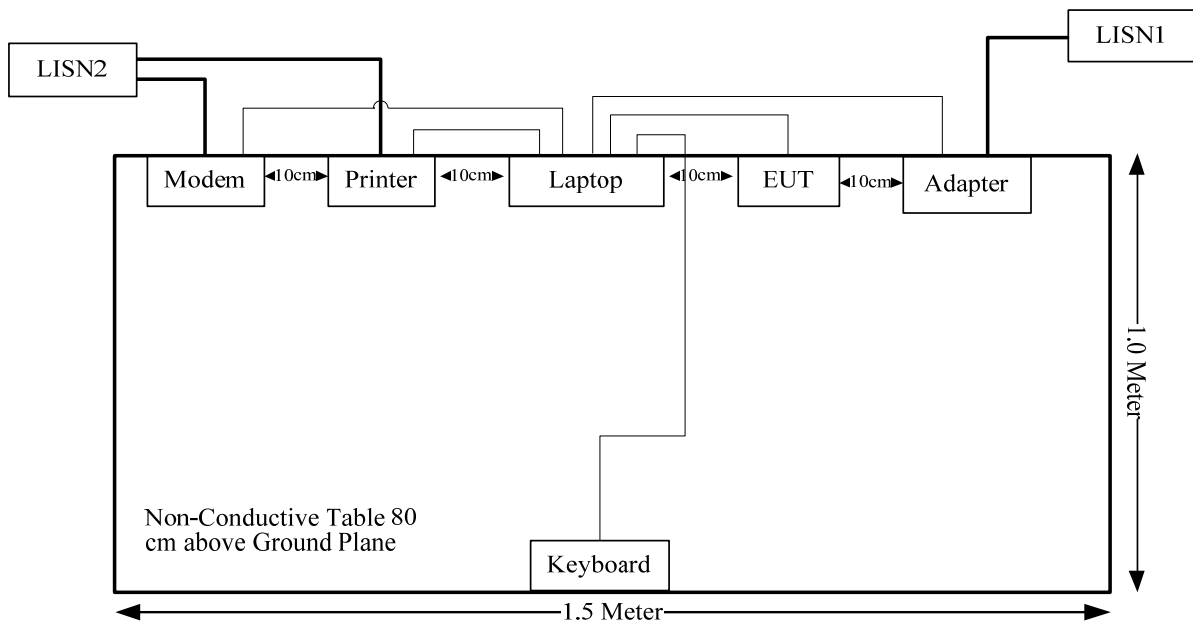 LISN1
LISN2
Modem
10cm
Printer
10cm
Laptop
10cm
EUT
10cm
Adapter
1.0 Meter
Non-Conductive Table 80
cm above Ground Plane
Keyboard
1.5 Meter